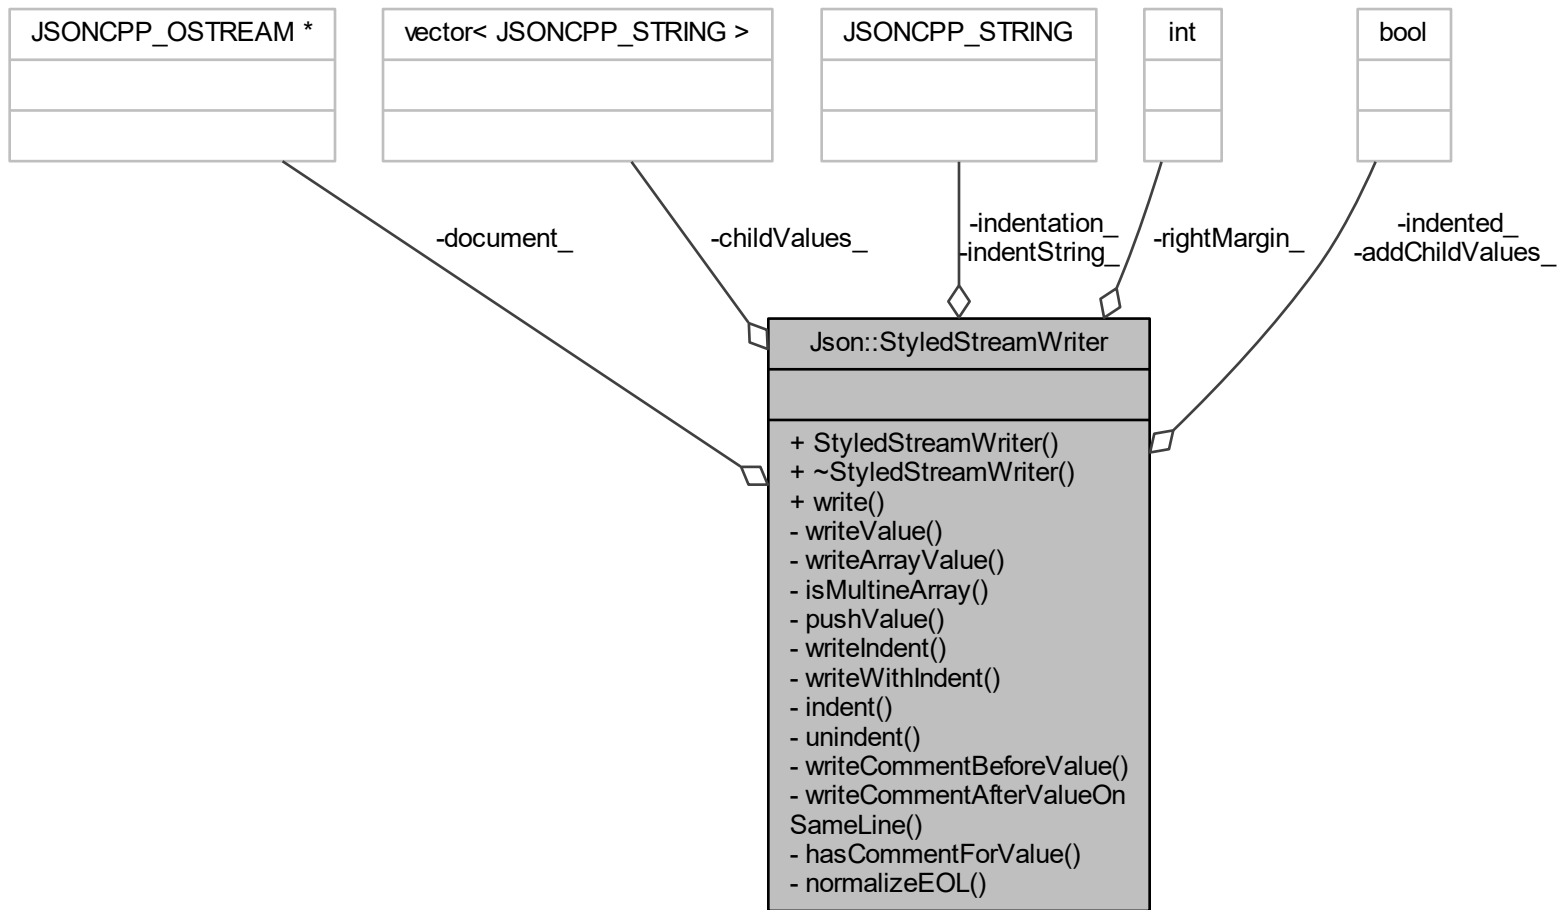 JSONCPP_OSTREAM *
vector< JSONCPP_STRING >
JSONCPP_STRING
int
bool
-document_
-childValues_
-indentation_
-indentString_
-rightMargin_
-indented_
-addChildValues_
Json::StyledStreamWriter
+ StyledStreamWriter()
+ ~StyledStreamWriter()
+ write()
- writeValue()
- writeArrayValue()
- isMultineArray()
- pushValue()
- writeIndent()
- writeWithIndent()
- indent()
- unindent()
- writeCommentBeforeValue()
- writeCommentAfterValueOn
SameLine()
- hasCommentForValue()
- normalizeEOL()